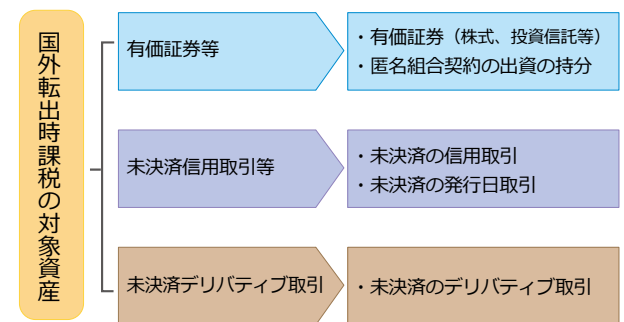 国外転出時課税の対象資産
有価証券等
・有価証券（株式、投資信託等）
・匿名組合契約の出資の持分
未決済信用取引等
・未決済の信用取引
・未決済の発行日取引
未決済デリバティブ取引
・未決済のデリバティブ取引